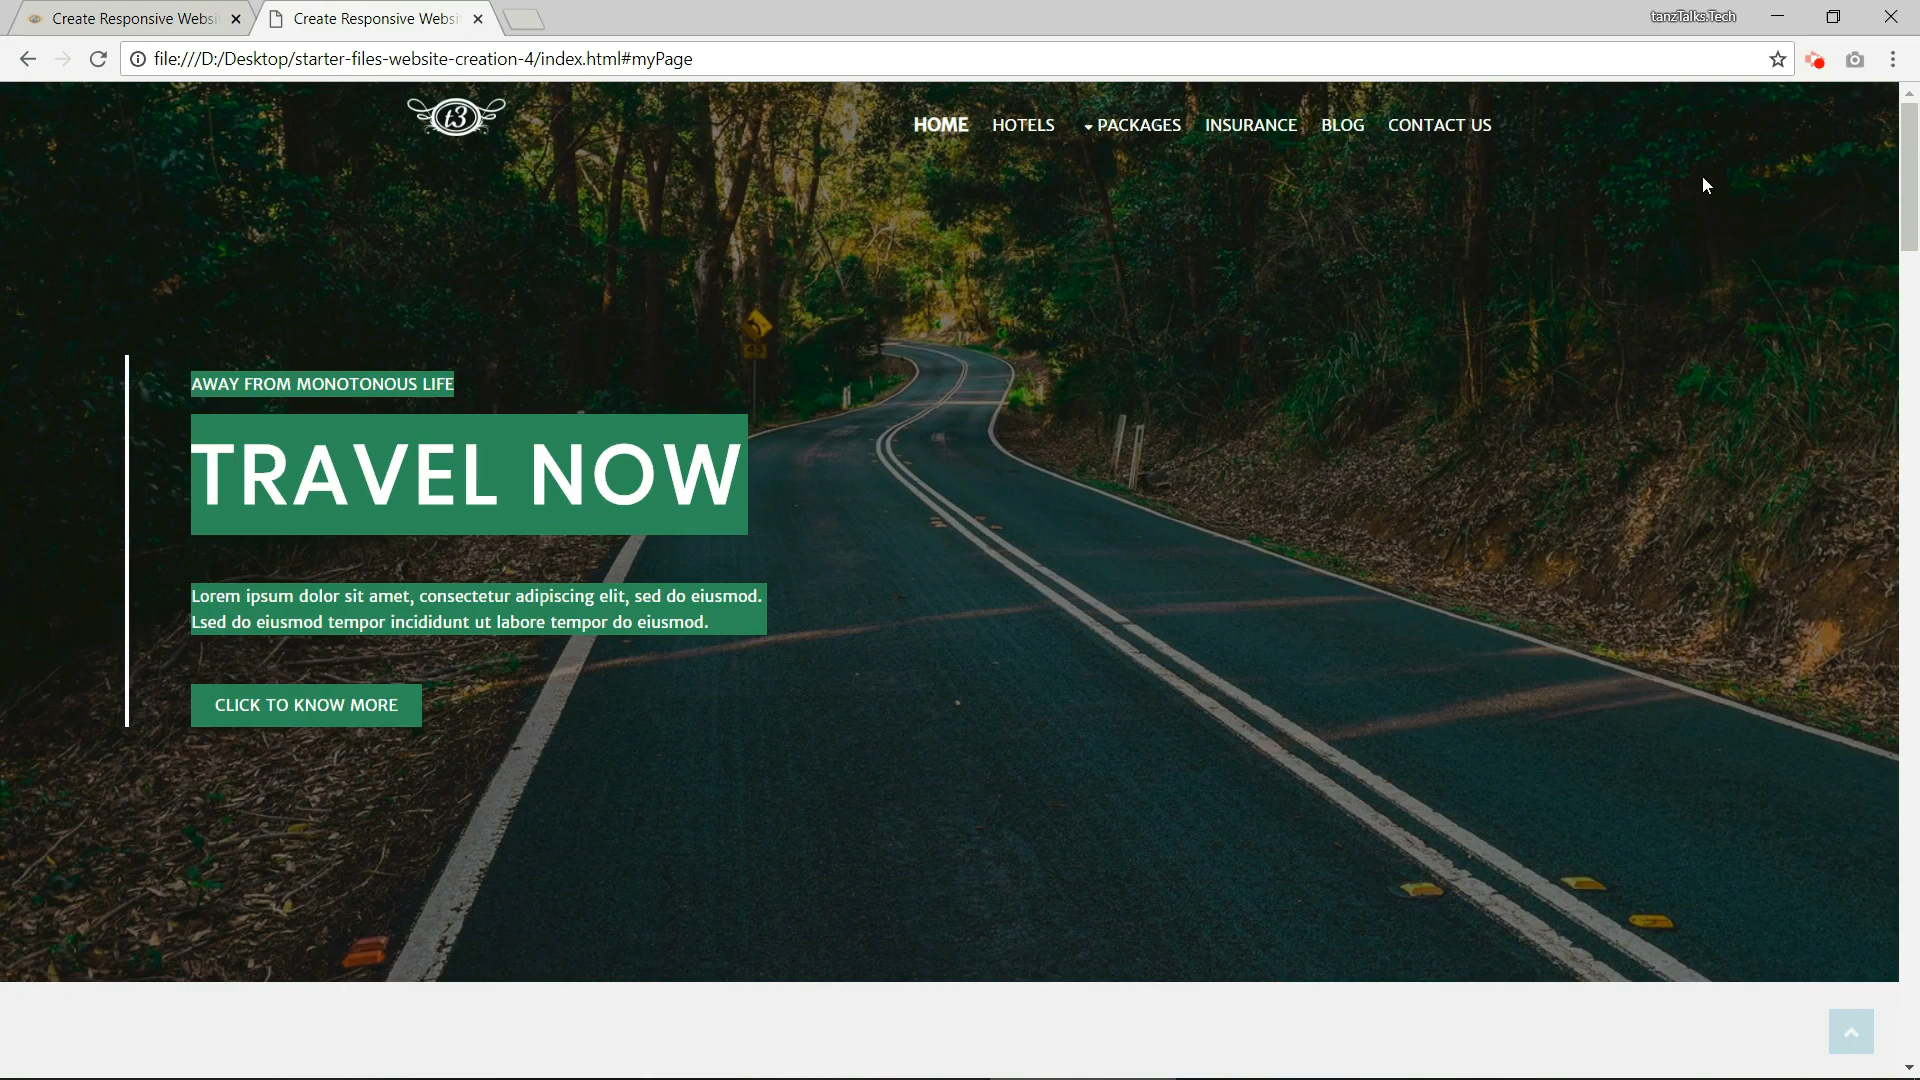 Create Responsive Websi
Create Responsive Websi
tanzTalks.Tech
file:///D:/Desktop/starter-files-website-creation-4/index.html#myPage
t3
HOME HOTELS PACKAGES INSURANCE BLOG CONTACT US
AWAY FROM MONOTONOUS LIFE
TRAVEL NOW
Lorem ipsum dolor sit amet, consectetur adipiscing elit, sed do eiusmod.
Lsed do eiusmod tempor incididunt ut labore tempor do eiusmod.
CLICK TO KNOW MORE